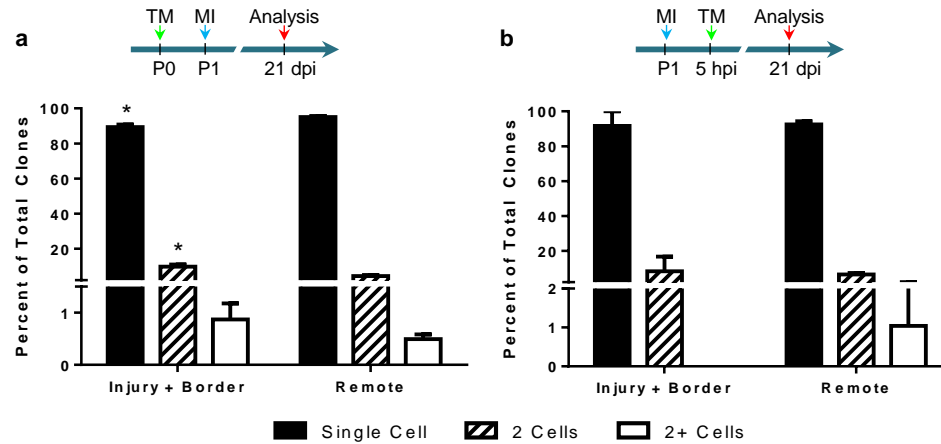 a
TM MI Analysis
P0 P1 21 dpi
Percent of Total Clones
100
80
60
40
20
1
0
*
*
Injury + Border Remote
b
MI TM Analysis
P1 5 hpi 21 dpi
Percent of Total Clones
100
80
60
40
20
2
1
0
Injury + Border Remote
Single Cell 2 Cells 2+ Cells